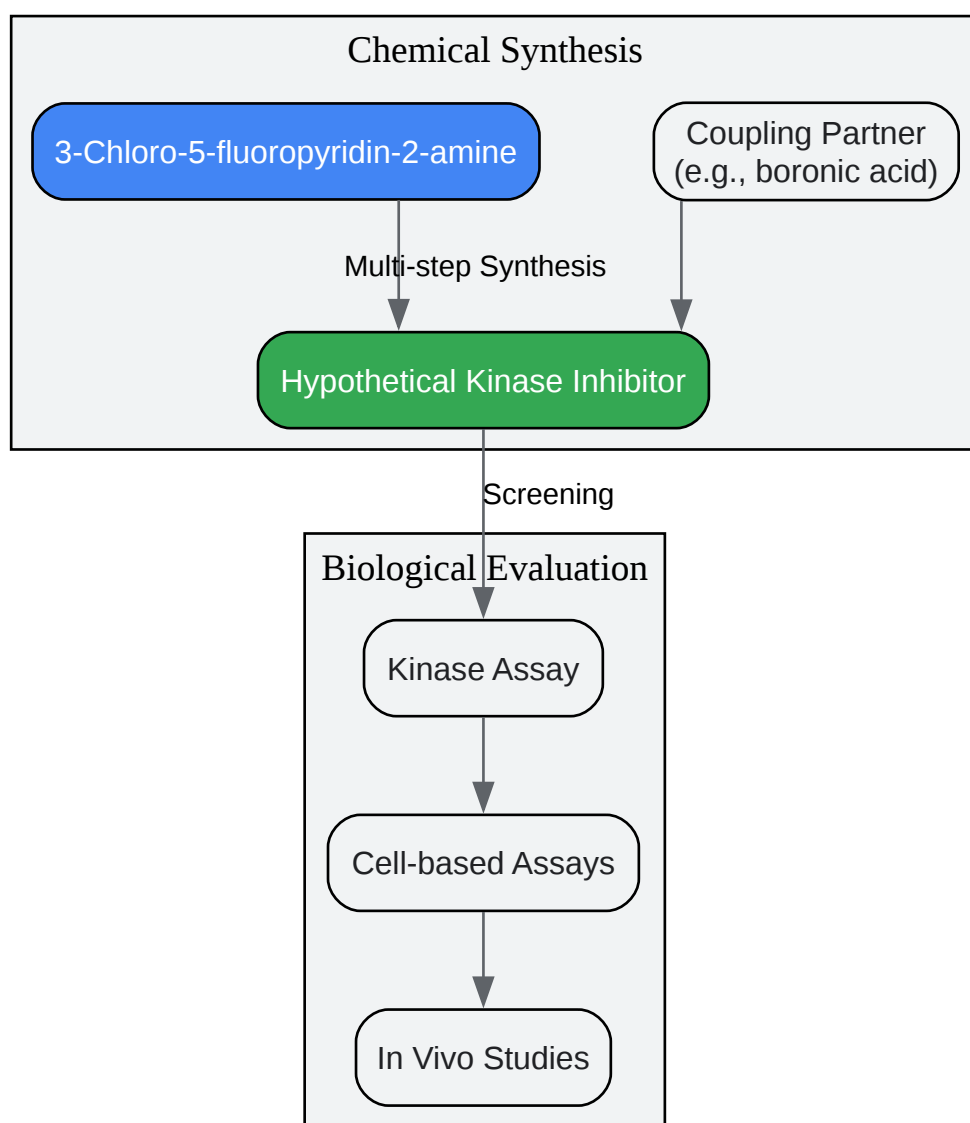 Chemical Synthesis
3-Chloro-5-fluoropyridin-2-amine
Coupling Partner
(e.g., boronic acid)
Multi-step Synthesis
Hypothetical Kinase Inhibitor
Screening
Biological Evaluation
Kinase Assay
Cell-based Assays
In Vivo Studies